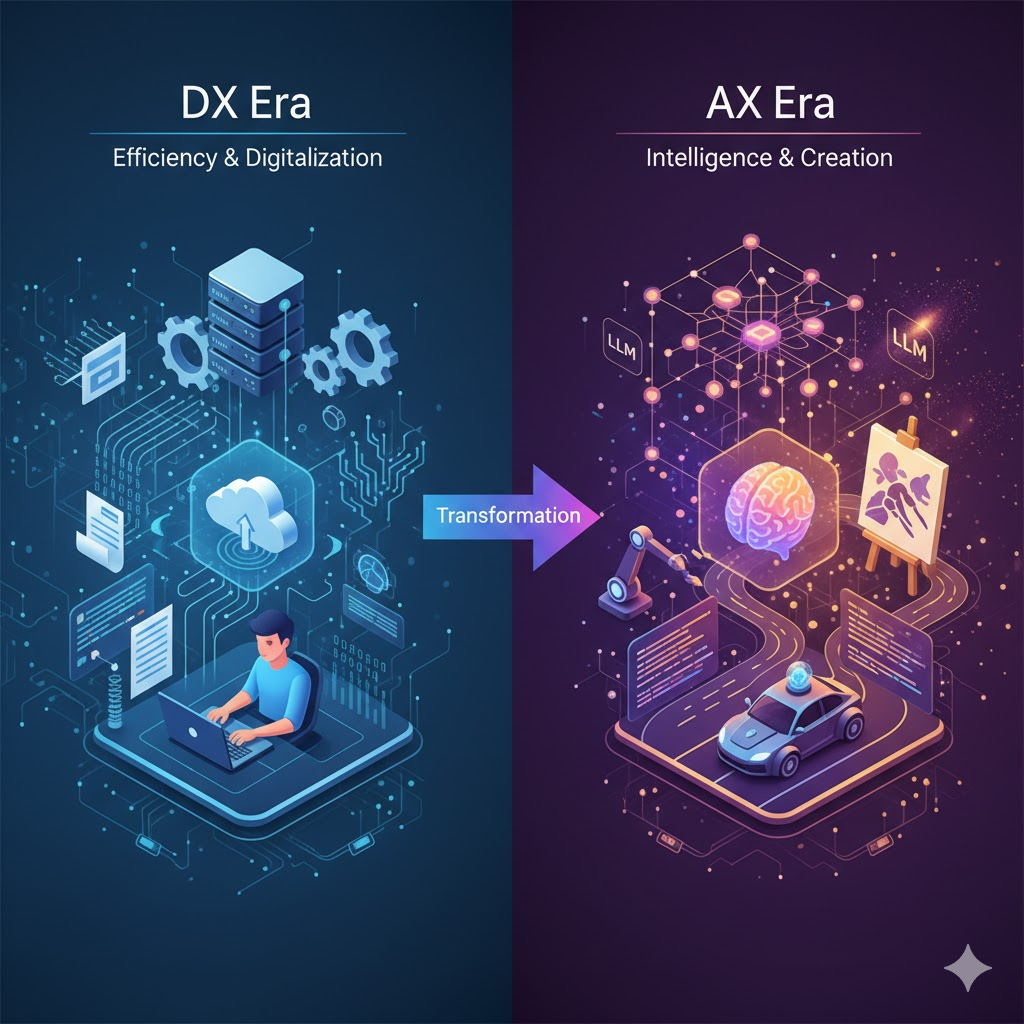 DX Era
Efficiency & Digitalization
AX Era
Intelligence & Creation
LLM
LLM
Transformation